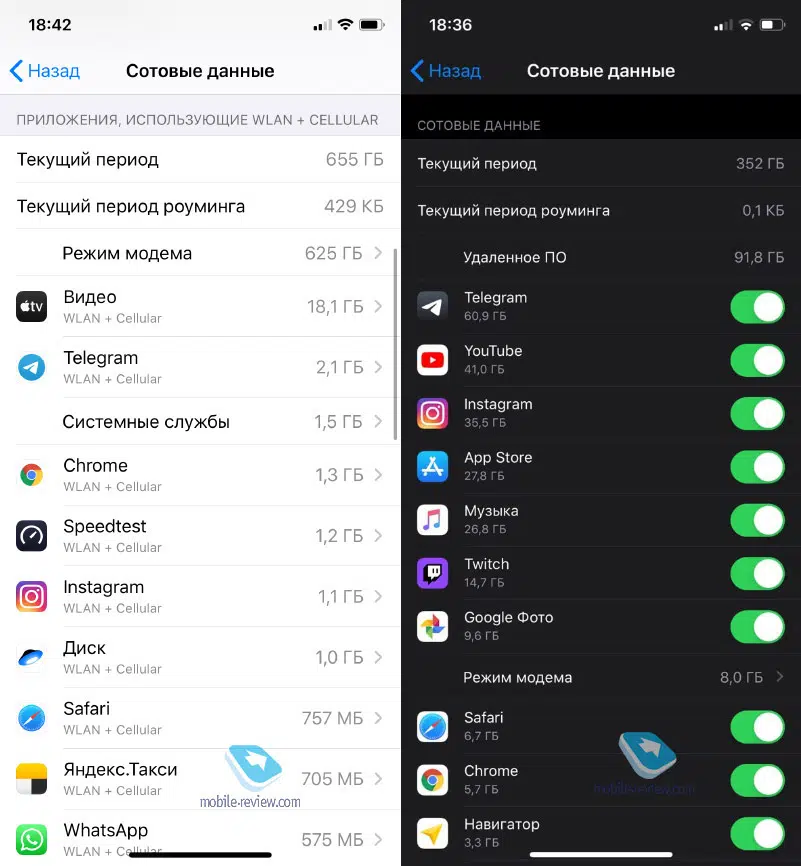 18:42
Назад
Сотовые данные
ПРИЛОЖЕНИЯ, ИСПОЛЬЗУЮЩИЕ WLAN + CELLULAR
Текущий период 655 ГБ
Текущий период роуминга 429 КБ
Режим модема 625 ГБ
tv
Видео
WLAN + Cellular
18,1 ГБ
Telegram
WLAN + Cellular
2,1 ГБ
Системные службы 1,5 ГБ
Chrome
WLAN + Cellular
1,3 ГБ
Speedtest
WLAN + Cellular
1,2 ГБ
Instagram
WLAN + Cellular
1,1 ГБ
Диск
WLAN + Cellular
1,0 ГБ
Safari
WLAN + Cellular
757 МБ
Яндекс.Такси
WLAN + Cellular
705 МБ
mobile-review.com
WhatsApp
WLAN + Cellular
575 МБ
18:36
Назад
Сотовые данные
СОТОВЫЕ ДАННЫЕ
Текущий период 352 ГБ
Текущий период роуминга 0,1 КБ
Удаленное ПО 91,8 ГБ
Telegram
60,9 ГБ
YouTube
41,0 ГБ
Instagram
35,5 ГБ
App Store
27,8 ГБ
Музыка
26,8 ГБ
Twitch
14,7 ГБ
Google Фото
9,6 ГБ
Режим модема 8,0 ГБ
Safari
6,7 ГБ
Chrome
5,7 ГБ
mobile-review.com
Навигатор
3,3 ГБ